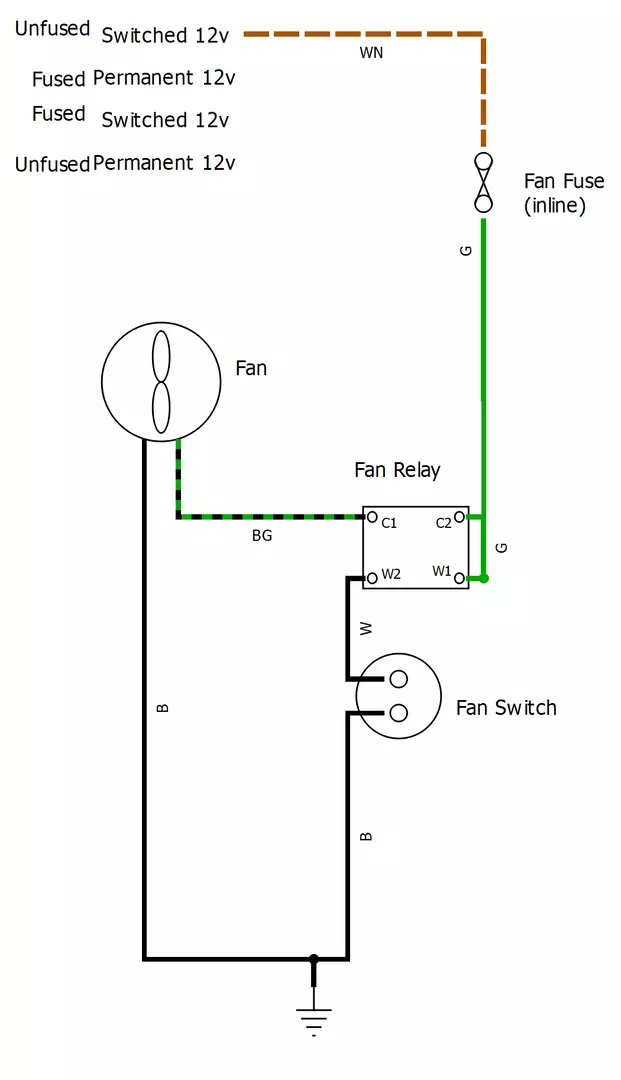 Unfused Switched 12v
WN
Fused Permanent 12v
Fused Switched 12v
Unfused Permanent 12v
Fan Fuse
(inline)
G
Fan
Fan Relay
C1
C2
BG
G
W2
W1
W
Fan Switch
B
B